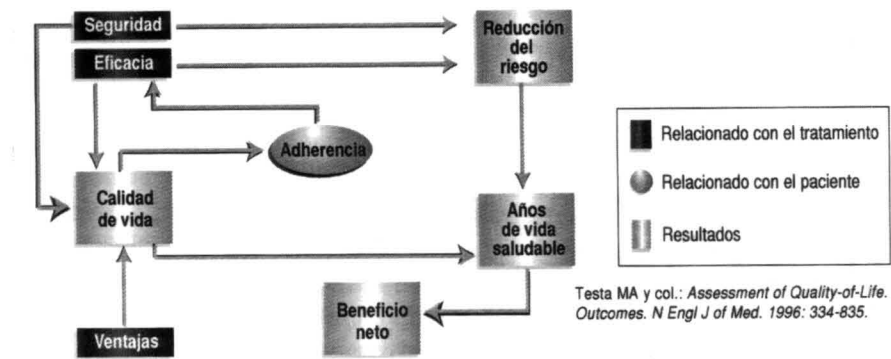 Seguridad
Eficacia
Reducción
del
riesgo
Adherencia
Calidad
de vida
Años
de vida
saludable
Beneficio
neto
Ventajas
Relacionado con el tratamiento
Relacionado con el paciente
Resultados
Testa MA y col.: Assessment of Quality-of-Life.
Outcomes. N Engl J of Med. 1996: 334-835.